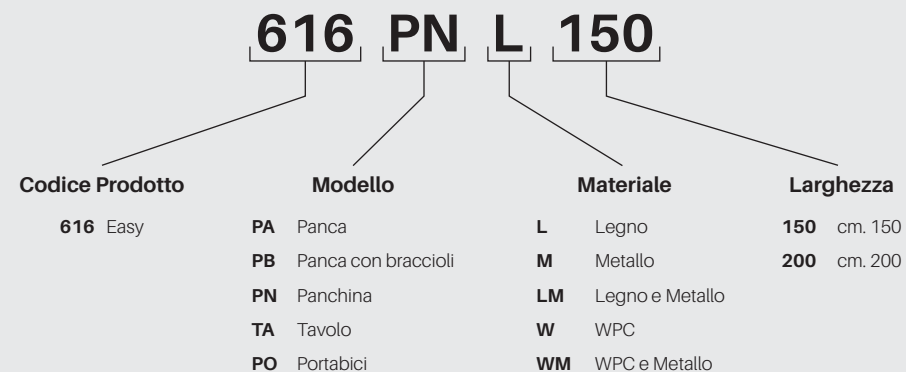 616 PN L 150
Codice Prodotto
616 Easy
Modello
PA Panca
PB Panca con braccioli
PN Panchina
TA Tavolo
PO Portabici
Materiale
L Legno
M Metallo
LM Legno e Metallo
W WPC
WM WPC e Metallo
Larghezza
150 cm. 150
200 cm. 200